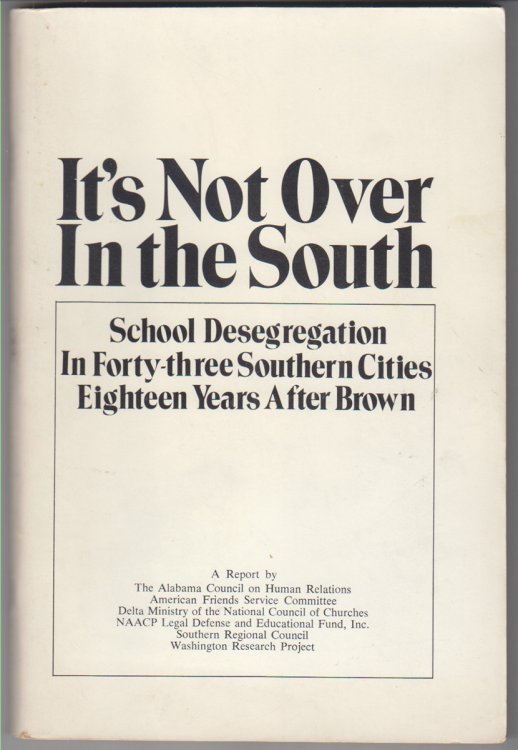 It's Not Over
In the South
School Desegregation
In Forty-three Southern Cities
Eighteen Years After Brown
A Report by
The Alabama Council on Human Relations
American Friends Service Committee
Delta Ministry of the National Council of Churches
NAACP Legal Defense and Educational Fund, Inc.
Southern Regional Council
Washington Research Project